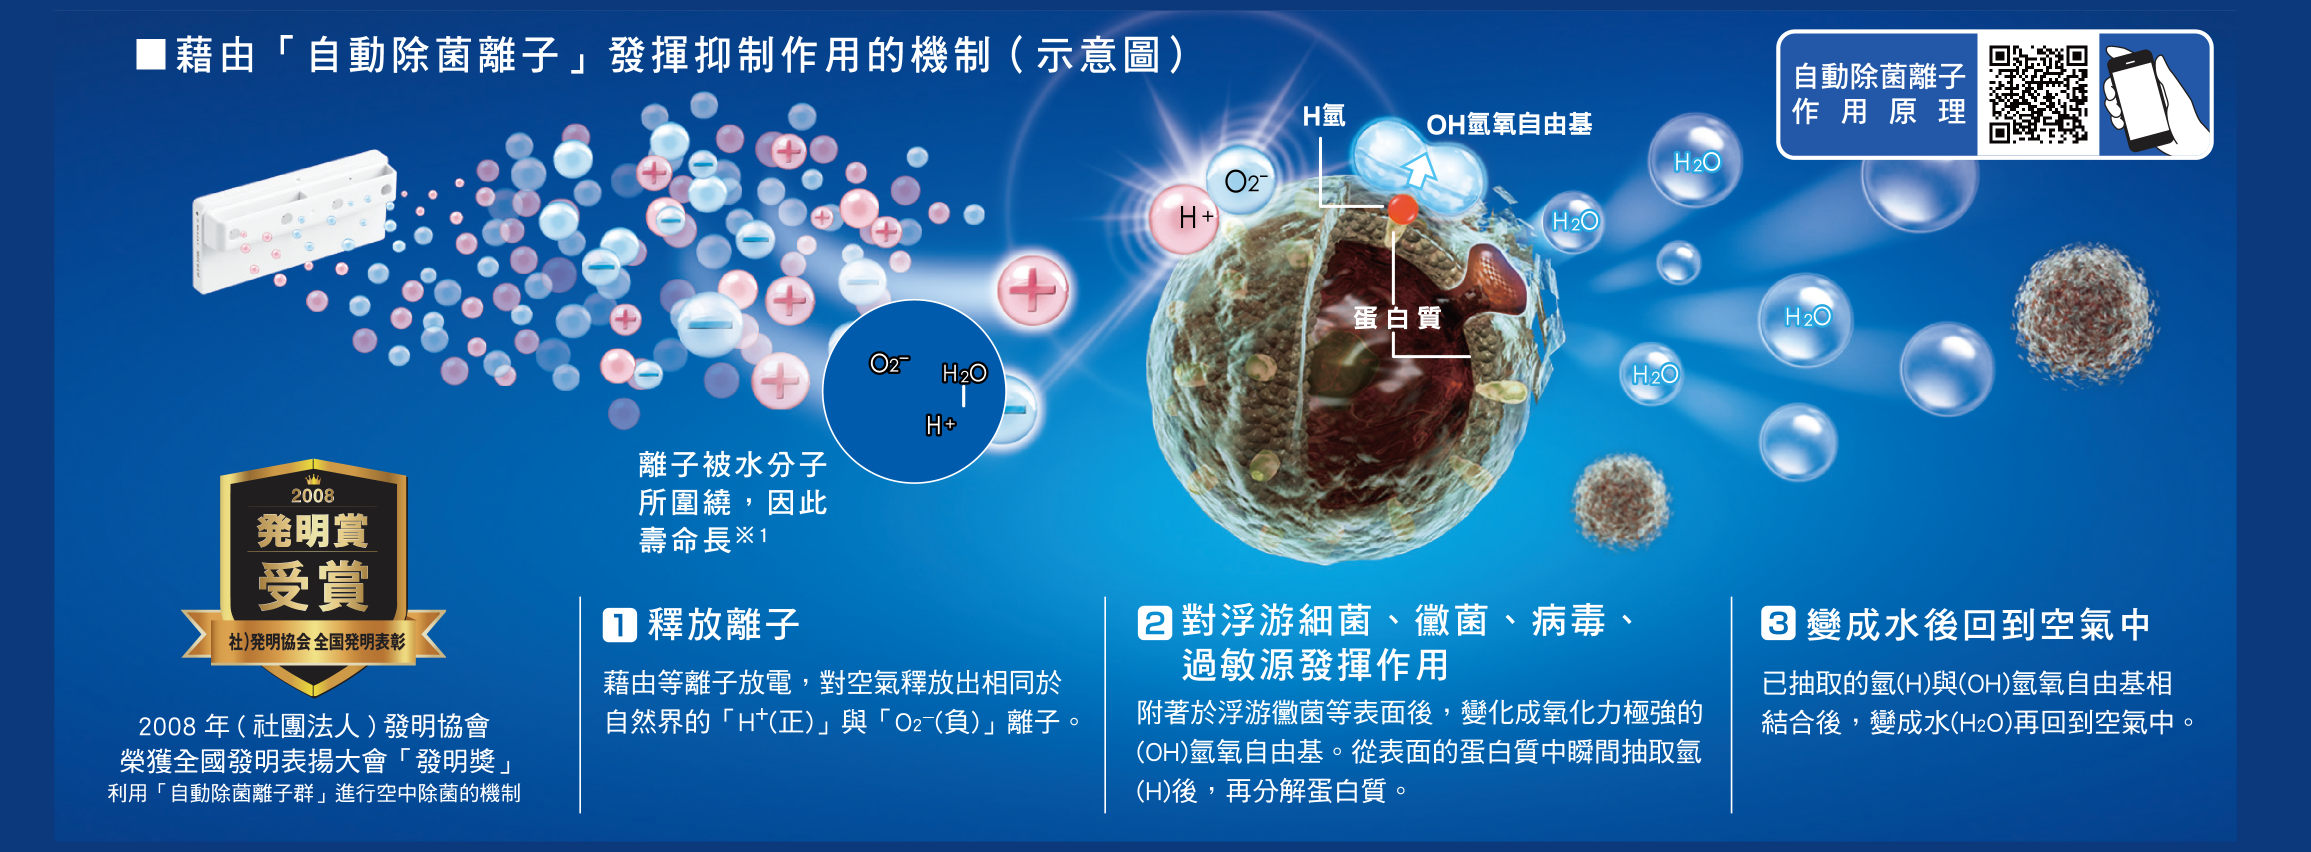 ■藉由「自動除菌離子」發揮抑制作用的機制(示意圖)
自動除菌離子
作用原理
H氫
OH氫氧自由基
H₂O
H₂O
O2⁻
H+
蛋白質
H₂O
H₂O
O2⁻
H₂O
H+
離子被水分子
所圍繞,因此
壽命長※1
2008
発明賞
受賞
社)発明協会 全国発明表彰
2008 年(社團法人)發明協會
榮獲全國發明表揚大會「發明獎」
利用「自動除菌離子群」進行空中除菌的機制
1 釋放離子
藉由等離子放電,對空氣釋放出相同於
自然界的「H⁺(正)」與「O₂⁻(負)」離子。
2 對浮游細菌、黴菌、病毒、
過敏源發揮作用
附著於浮游黴菌等表面後,變化成氧化力極強的
(OH)氫氧自由基。從表面的蛋白質中瞬間抽取氫
(H)後,再分解蛋白質。
3 變成水後回到空氣中
已抽取的氫(H)與(OH)氫氧自由基相
結合後,變成水(H₂O)再回到空氣中。